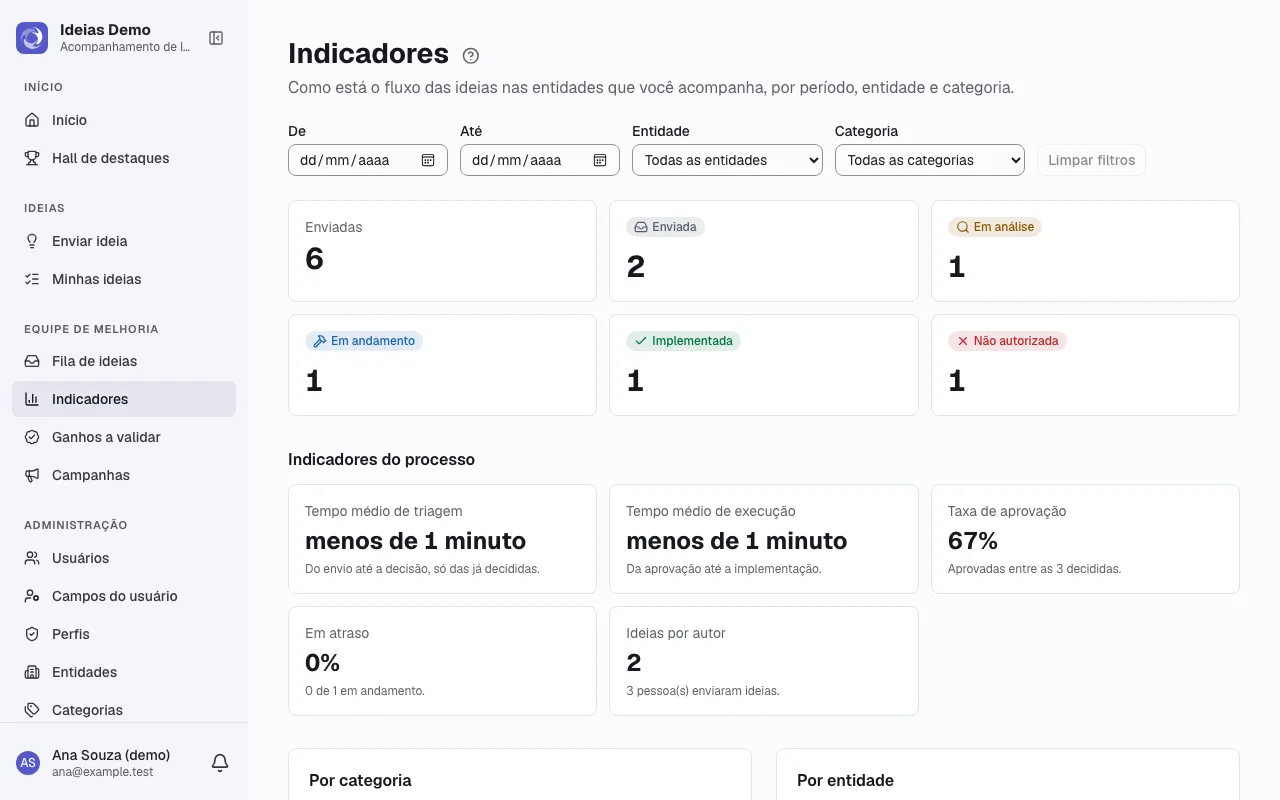 Ideias Demo
Acompanhamento de I…
INÍCIO
Início
Hall de destaques
IDEIAS
Enviar ideia
Minhas ideias
EQUIPE DE MELHORIA
Fila de ideias
Indicadores
Ganhos a validar
Campanhas
ADMINISTRAÇÃO
Usuários
Campos do usuário
Perfis
Entidades
Categorias
AS
Ana Souza (demo)
ana@example.test
Indicadores
Como está o fluxo das ideias nas entidades que você acompanha, por período, entidade e categoria.
De
Até
Entidade
Categoria
dd/mm/aaaa
dd/mm/aaaa
Todas as entidades
Todas as categorias
Limpar filtros
Enviadas
6
Enviada
2
Em análise
1
Em andamento
1
Implementada
1
Não autorizada
1
Indicadores do processo
Tempo médio de triagem
menos de 1 minuto
Do envio até a decisão, só das já decididas.
Tempo médio de execução
menos de 1 minuto
Da aprovação até a implementação.
Taxa de aprovação
67%
Aprovadas entre as 3 decididas.
Em atraso
0%
0 de 1 em andamento.
Ideias por autor
2
3 pessoa(s) enviaram ideias.
Por categoria
Por entidade